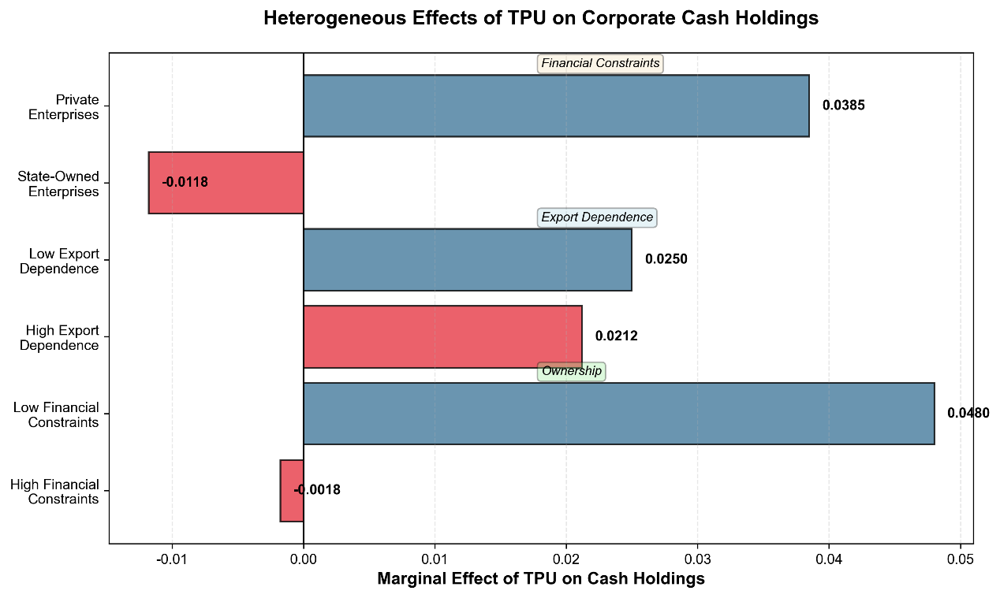 Heterogeneous Effects of TPU on Corporate Cash Holdings
Financial Constraints
Private
Enterprises
0.0385
State-Owned
Enterprises
-0.0118
Export Dependence
Low Export
Dependence
0.0250
High Export
Dependence
0.0212
Ownership
Low Financial
Constraints
0.0480
High Financial
Constraints
-0.0018
-0.01 0.00 0.01 0.02 0.03 0.04 0.05
Marginal Effect of TPU on Cash Holdings